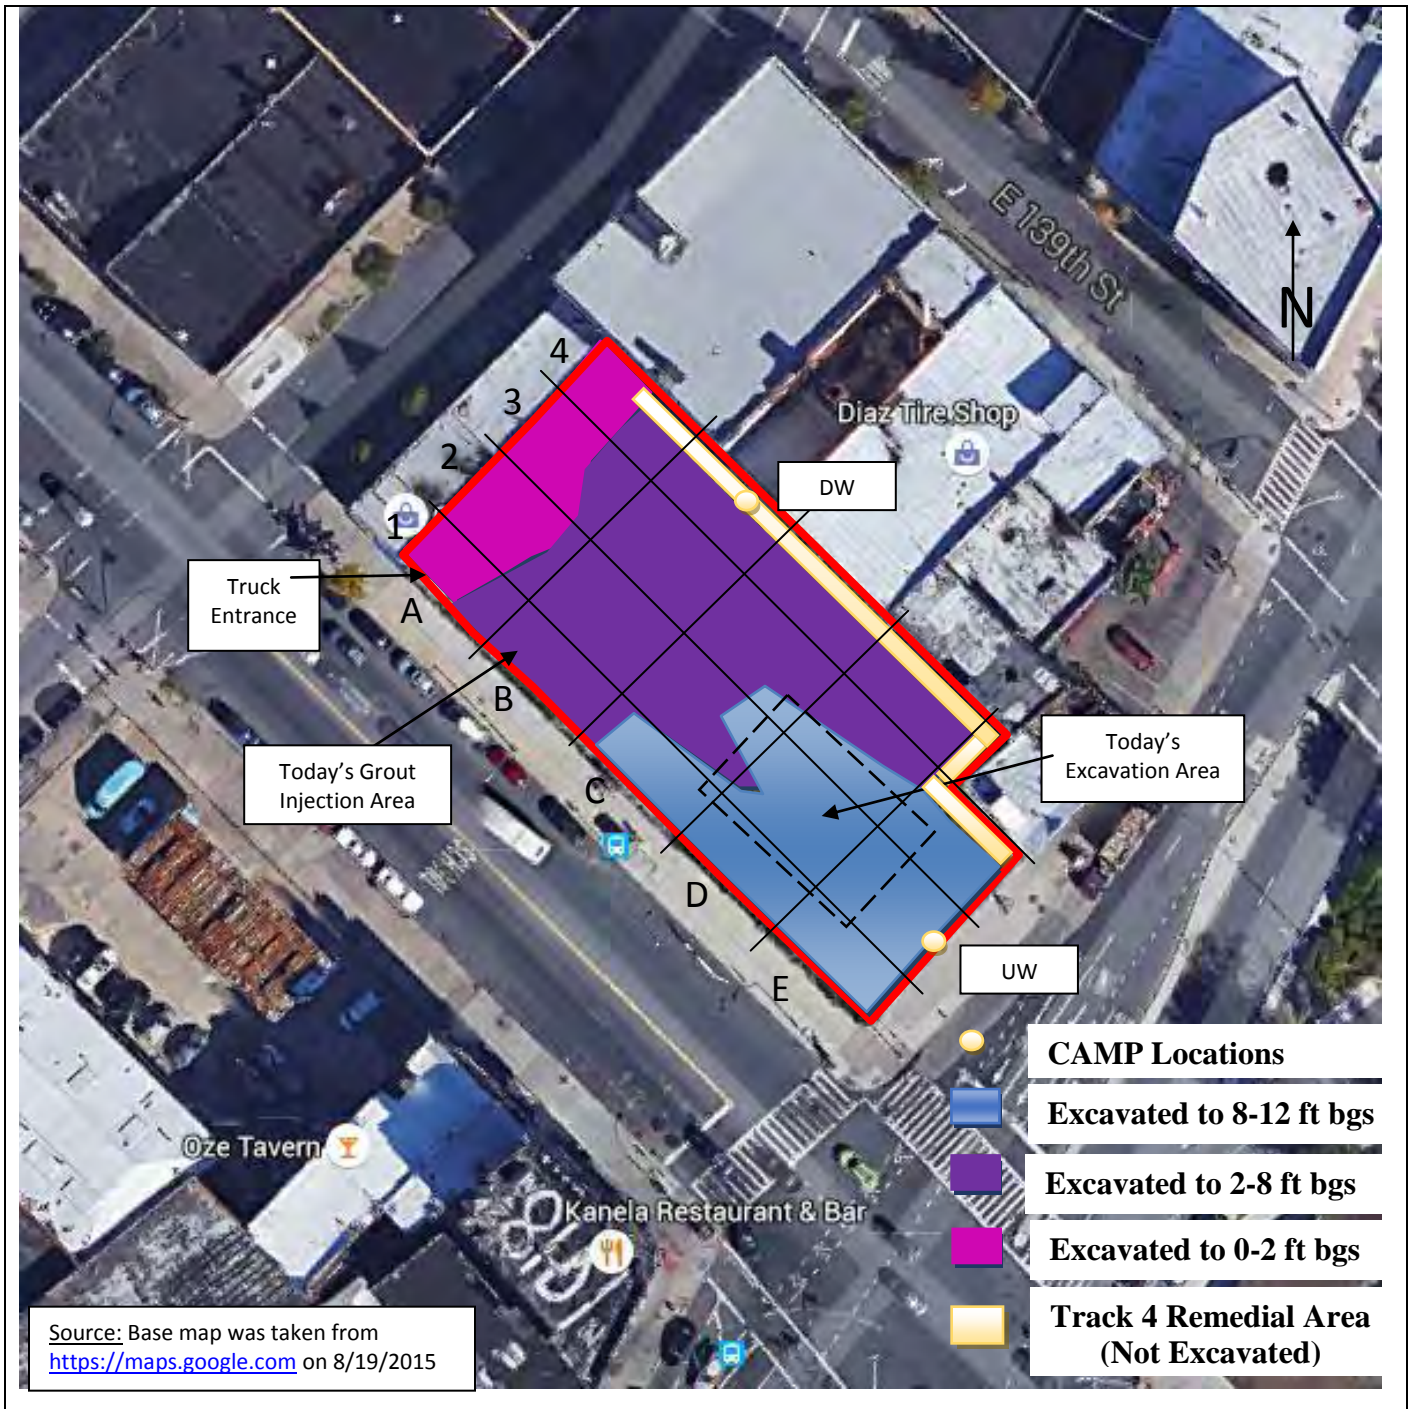 E 139th St
N
4
3
2
1
Diaz Tire Shop
DW
Truck
Entrance
A
B
Today's Grout
Injection Area
Today's
Excavation Area
C
D
E
UW
CAMP Locations
Excavated to 8-12 ft bgs
Excavated to 2-8 ft bgs
Excavated to 0-2 ft bgs
Track 4 Remedial Area
(Not Excavated)
Oze Tavern
Kanela Restaurant & Bar
Source: Base map was taken from
https://maps.google.com on 8/19/2015